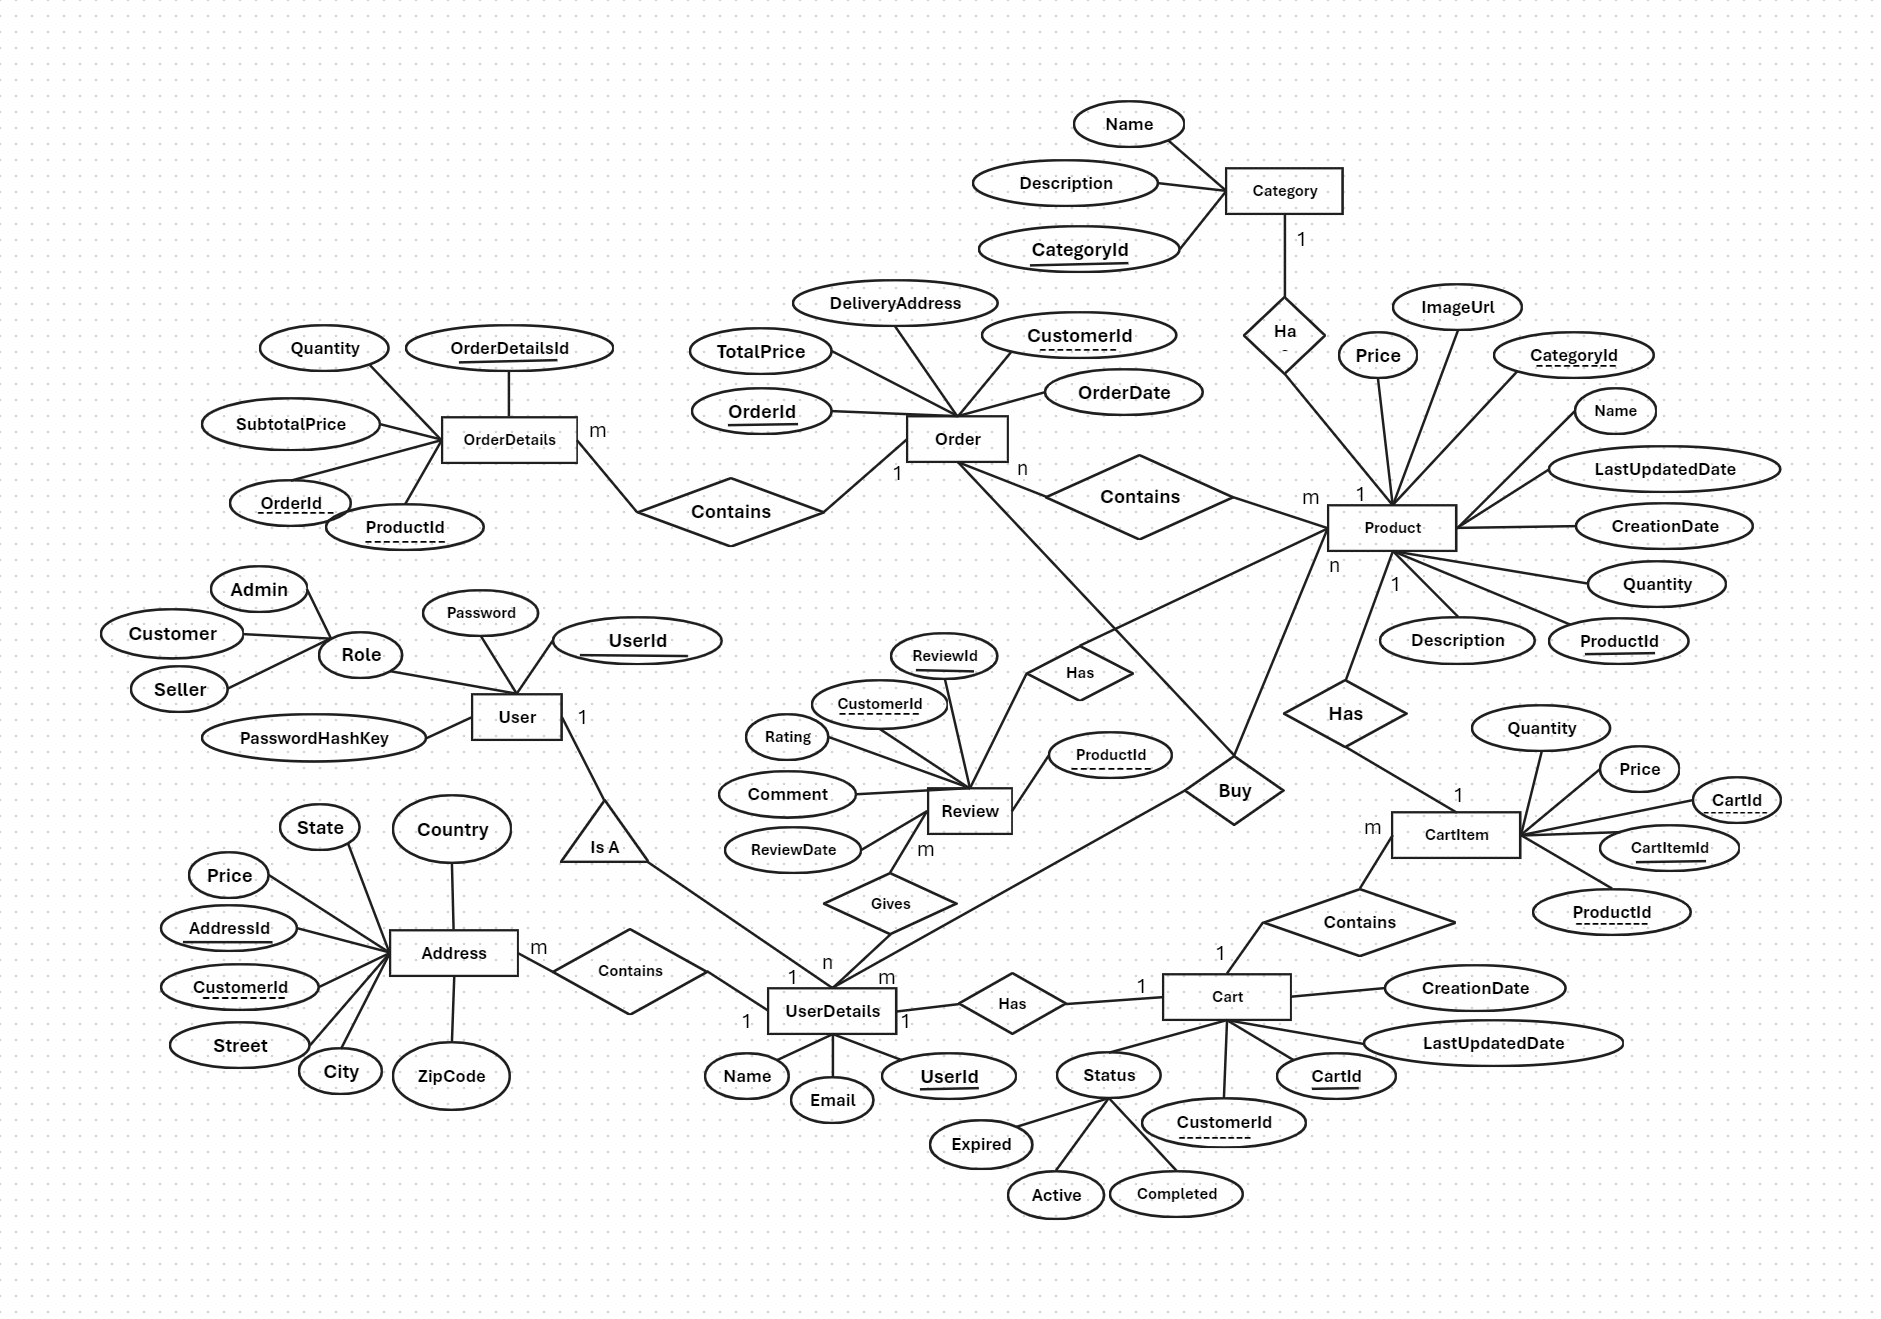 Name
Description
Category
CategoryId
1
Ha
DeliveryAddress
CustomerId
TotalPrice
OrderId
OrderDate
Order
1
n
Contains
m
1
ImageUrl
Price
CategoryId
Name
LastUpdatedDate
CreationDate
Quantity
ProductId
Description
Product
n
1
Quantity
OrderDetailsId
SubtotalPrice
OrderDetails
m
OrderId
ProductId
Contains
Admin
Customer
Seller
Role
Password
UserId
User
1
PasswordHashKey
Is A
ReviewId
CustomerId
Rating
Comment
ReviewDate
Review
m
Has
ProductId
Gives
Buy
Has
Quantity
Price
CartId
CartItemId
ProductId
1
m
CartItem
Contains
1
State
Country
Price
AddressId
CustomerId
Street
City
ZipCode
Address
m
Contains
1
1
n
m
UserDetails
1
Name
Email
UserId
Has
1
Cart
CreationDate
LastUpdatedDate
CartId
CustomerId
Status
Expired
Active
Completed